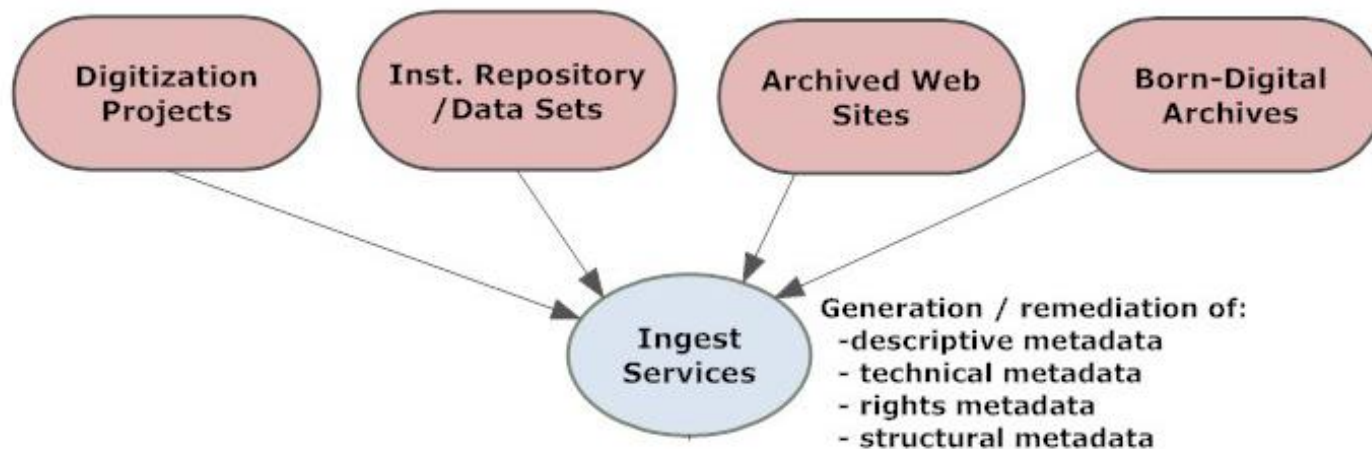 Digitization
Projects
Inst. Repository
/Data Sets
Archived Web
Sites
Born-Digital
Archives
Ingest
Services
Generation / remediation of:
-descriptive metadata
- technical metadata
- rights metadata
- structural metadata